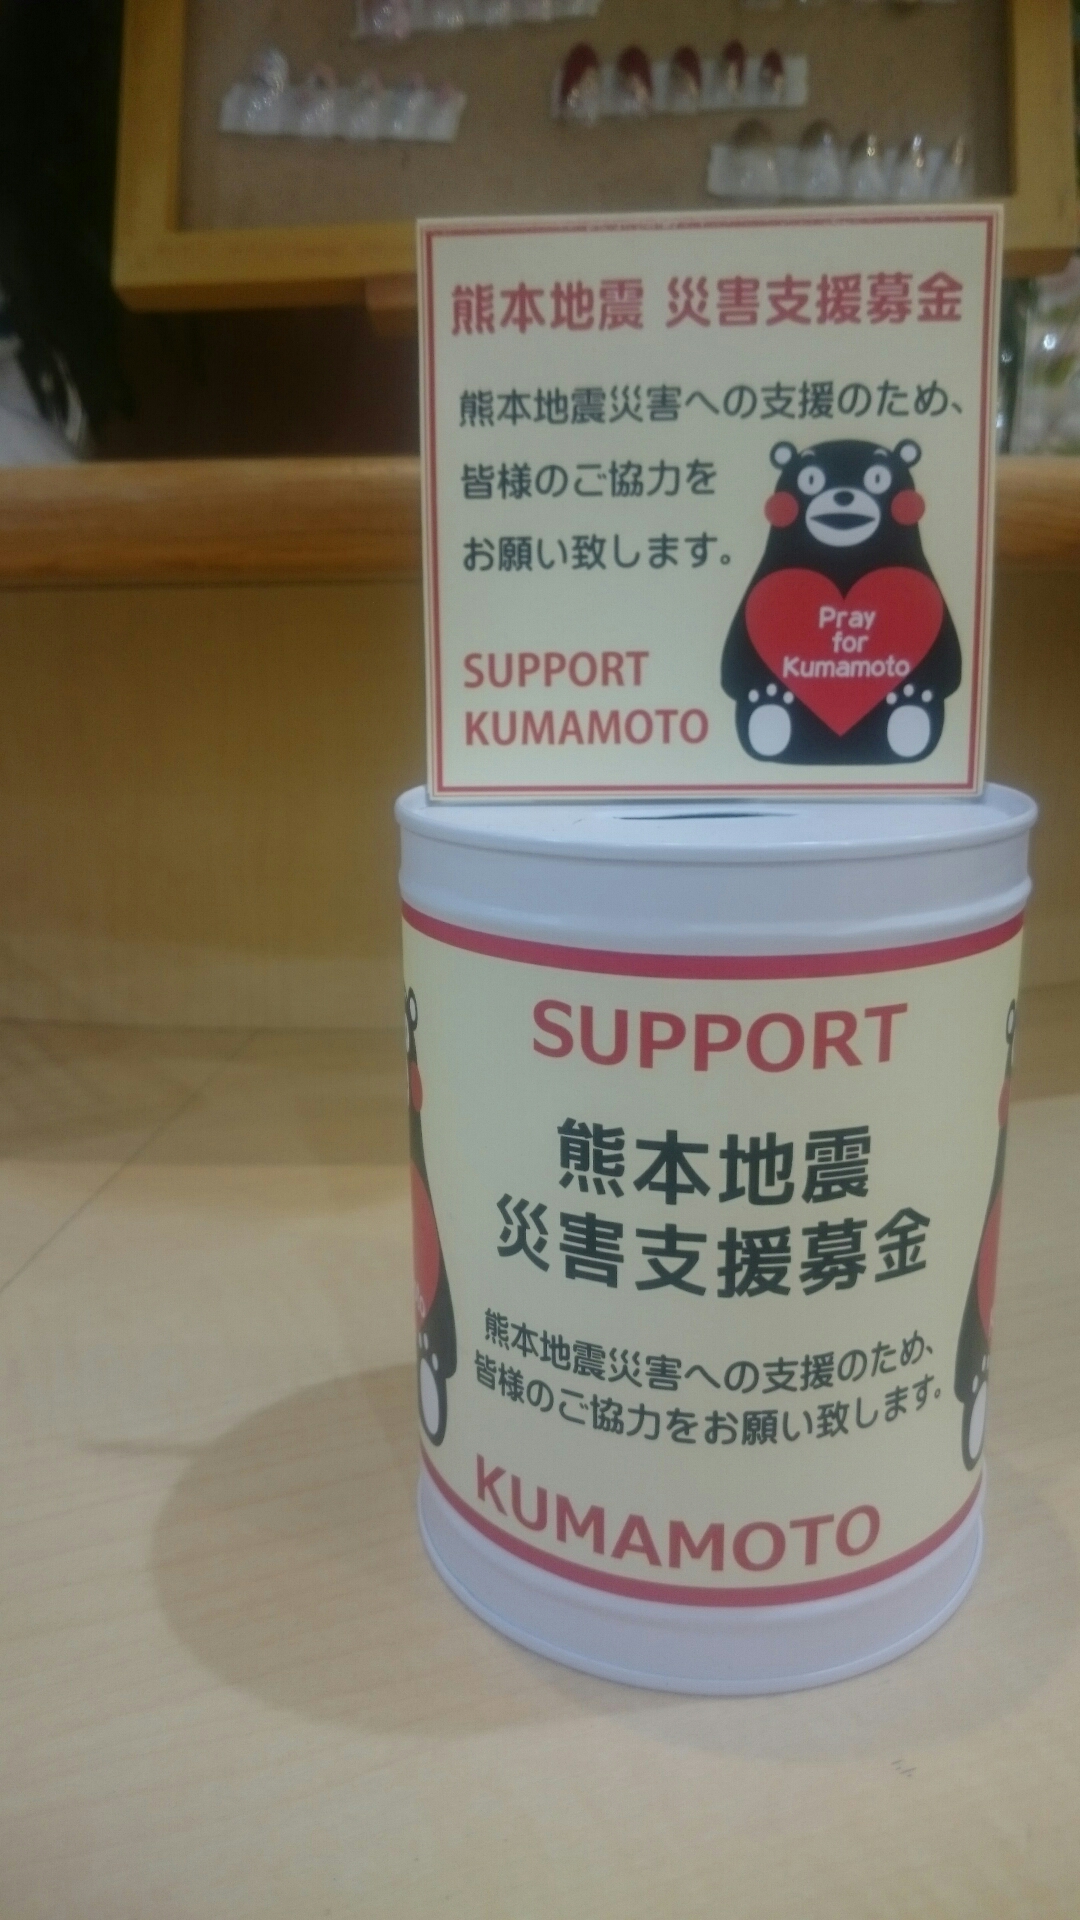 熊本地震 災害支援募金
熊本地震災害への支援のため、
皆様のご協力を
お願い致します。
SUPPORT
KUMAMOTO
Pray
for
Kumamoto
SUPPORT
熊本地震
災害支援募金
熊本地震災害への支援のため、
皆様のご協力をお願い致します。
KUMAMOTO